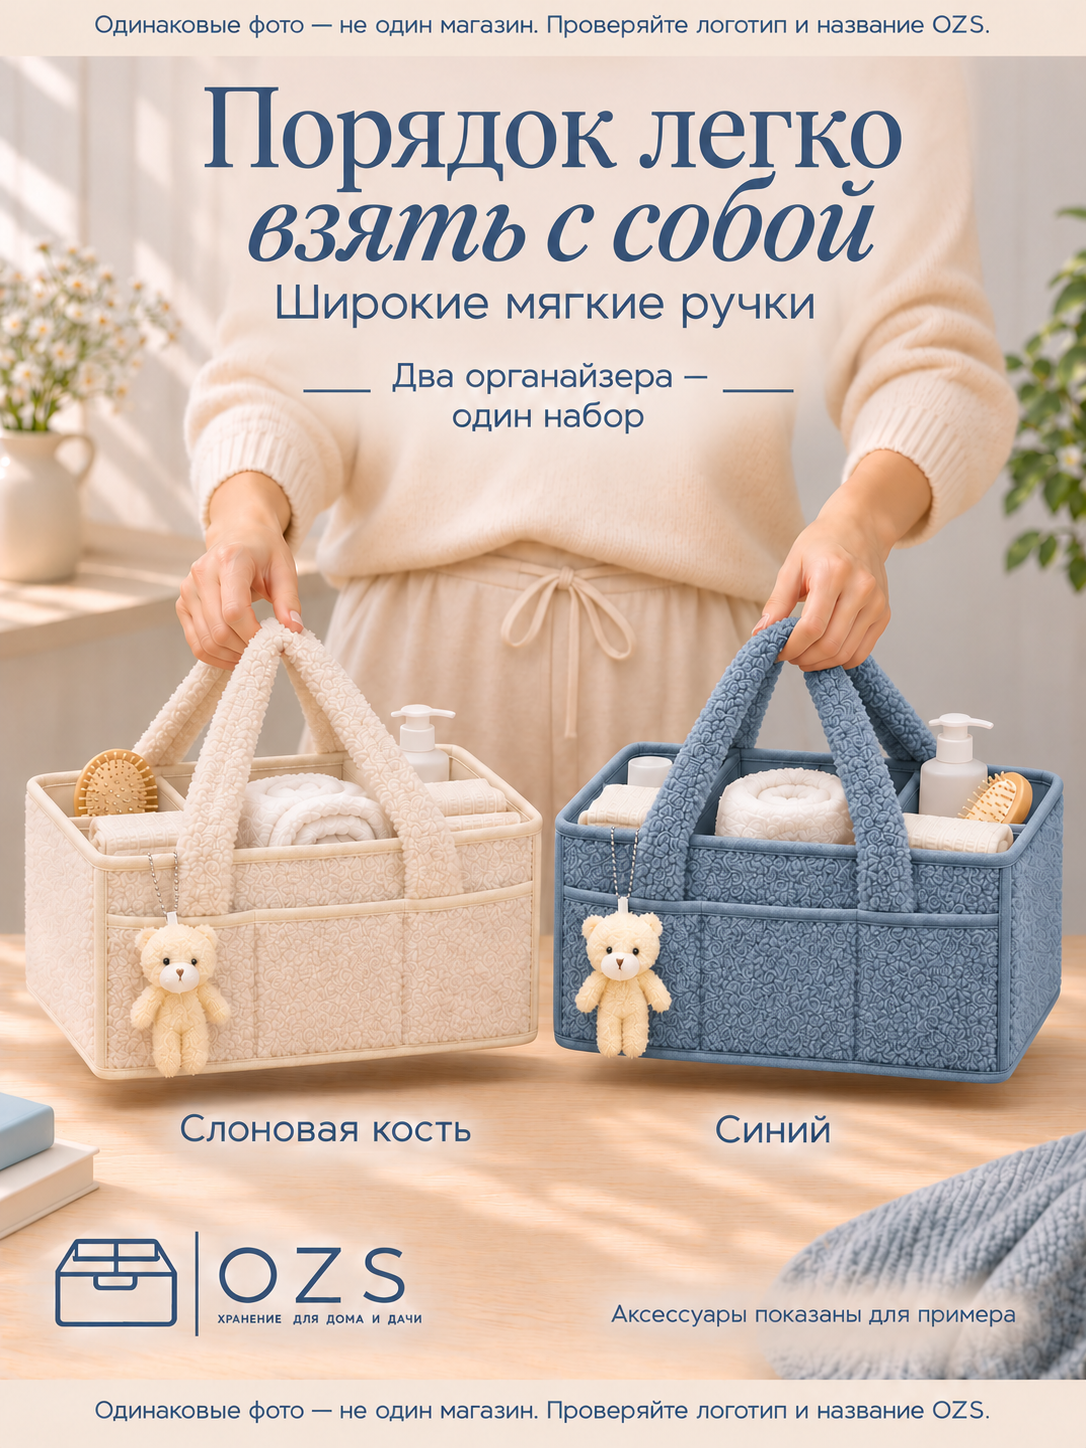 Одинаковые фото — не один магазин. Проверяйте логотип и название OZS.
Порядок легко
взять с собой
Широкие мягкие ручки
Два органайзера —
один набор
Слоновая кость
Синий
OZS
ХРАНЕНИЕ ДЛЯ ДОМА И ДАЧИ
Аксессуары показаны для примера
Одинаковые фото — не один магазин. Проверяйте логотип и название OZS.